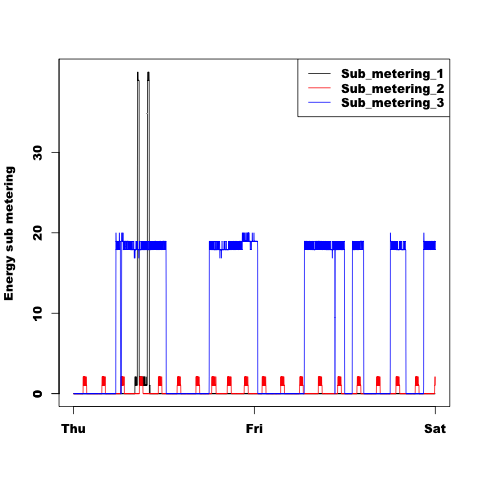 Sub_metering_1
Sub_metering_2
Sub_metering_3
Energy sub metering
30
20
10
0
Thu
Fri
Sat